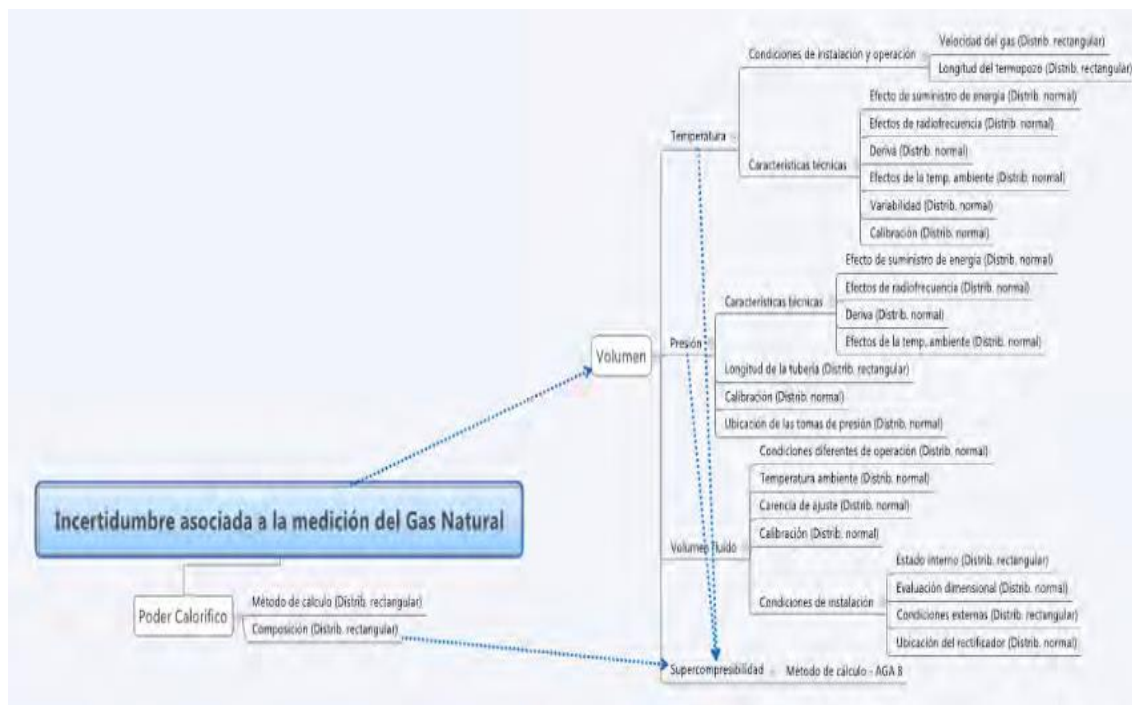 Incertidumbre asociada a la medición del Gas Natural
Poder Calorífico
Método de cálculo (Distrib. rectangular)
Composición (Distrib. rectangular)
Volumen
Temperatura
Condiciones de instalación y operación
Velocidad del gas (Distrib. rectangular)
Longitud del termopozo (Distrib. rectangular)
Características técnicas
Efecto de suministro de energía (Distrib. normal)
Efectos de radiofrecuencia (Distrib. normal)
Deriva (Distrib. normal)
Efectos de la temp. ambiente (Distrib. normal)
Variabilidad (Distrib. normal)
Calibración (Distrib. normal)
Presión
Características técnicas
Efecto de suministro de energía (Distrib. normal)
Efectos de radiofrecuencia (Distrib. normal)
Deriva (Distrib. normal)
Efectos de la temp. ambiente (Distrib. normal)
Longitud de la tubería (Distrib. rectangular)
Calibración (Distrib. normal)
Ubicación de las tomas de presión (Distrib. normal)
Volumen fluido
Condiciones diferentes de operación (Distrib. normal)
Temperatura ambiente (Distrib. normal)
Carencia de ajuste (Distrib. normal)
Calibración (Distrib. normal)
Condiciones de instalación
Estado interno (Distrib. rectangular)
Evaluación dimensional (Distrib. normal)
Condiciones externas (Distrib. rectangular)
Ubicación del rectificador (Distrib. normal)
Supercompresibilidad
Método de cálculo - AGA 8